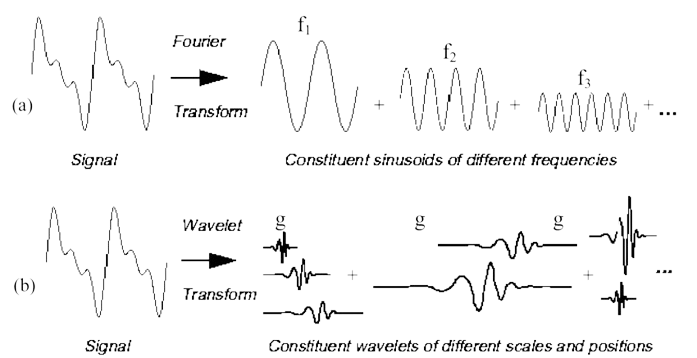 f1
f2
f3
Fourier
Transform
(a)
+ + + ...
Signal
Constituent sinusoids of different frequencies
Wavelet
Transform
g g g
(b)
+ + ...
Signal
Constituent wavelets of different scales and positions